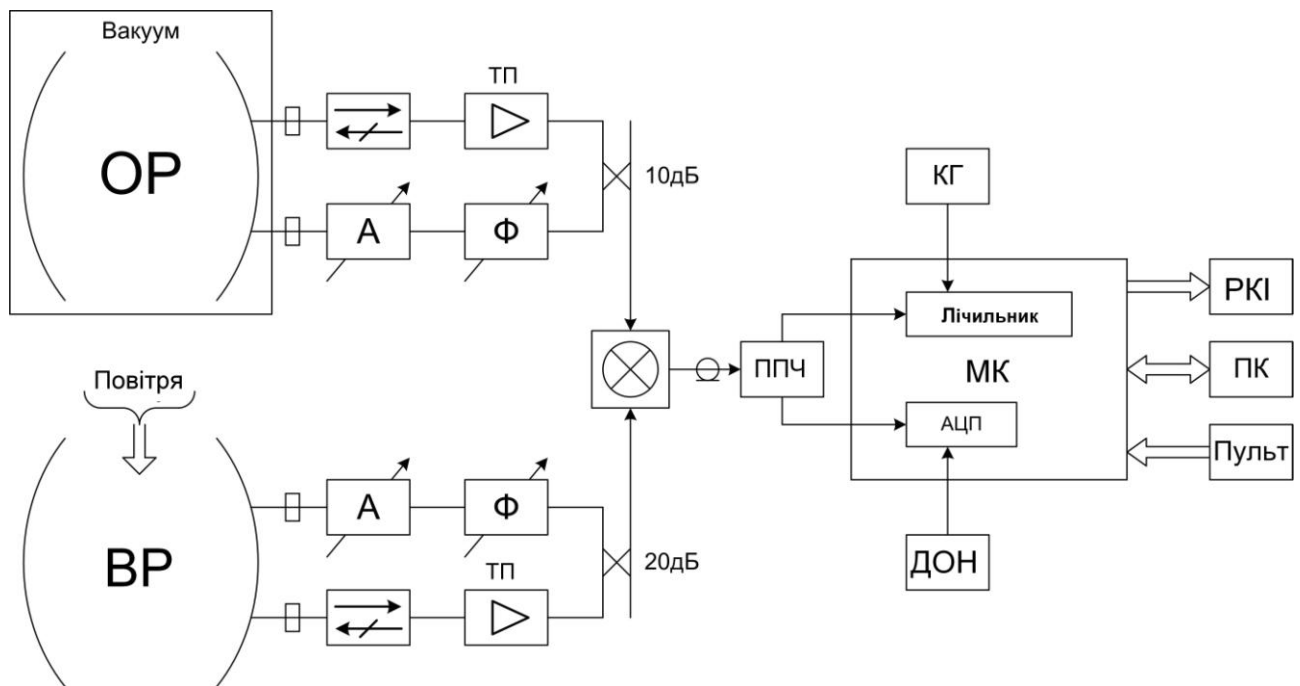 Вакуум
ОР
ТП
А
Ф
10дБ
Повітря
ВР
А
Ф
ТП
20дБ
ППЧ
КГ
Лічильник
МК
АЦП
ДОН
РКІ
ПК
Пульт